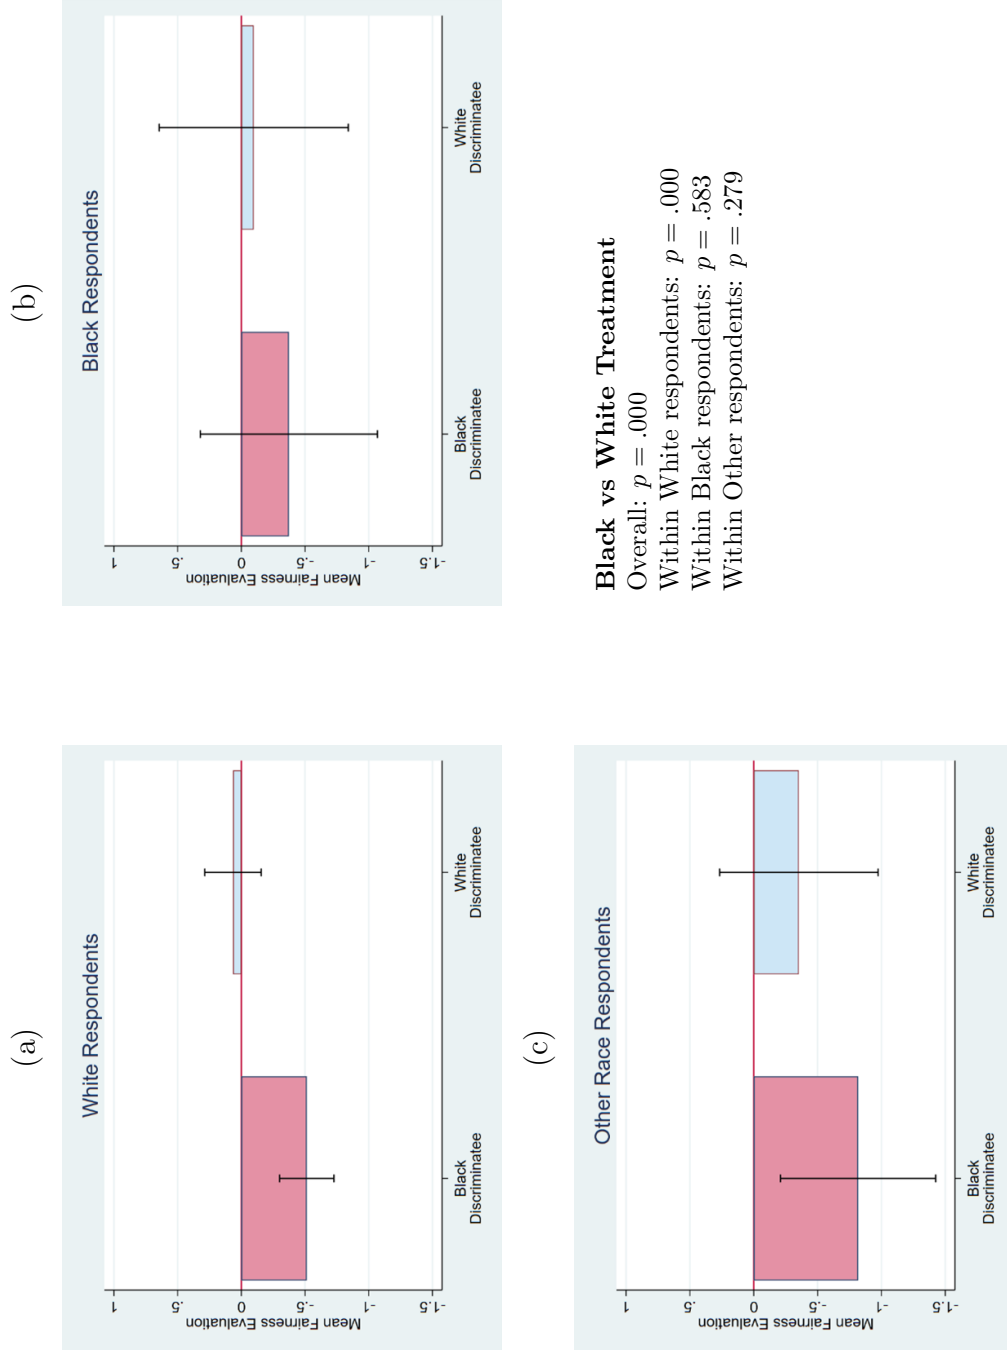 (a)
White Respondents
Mean Fairness Evaluation
1
.5
0
-.5
-1
-1.5
Black
Discriminatee
White
Discriminatee
(b)
Black Respondents
Mean Fairness Evaluation
1
.5
0
-.5
-1
-1.5
Black
Discriminatee
White
Discriminatee
(c)
Other Race Respondents
Mean Fairness Evaluation
1
.5
0
-.5
-1
-1.5
Black
Discriminatee
White
Discriminatee
Black vs White Treatment
Overall: p = .000
Within White respondents: p = .000
Within Black respondents: p = .583
Within Other respondents: p = .279